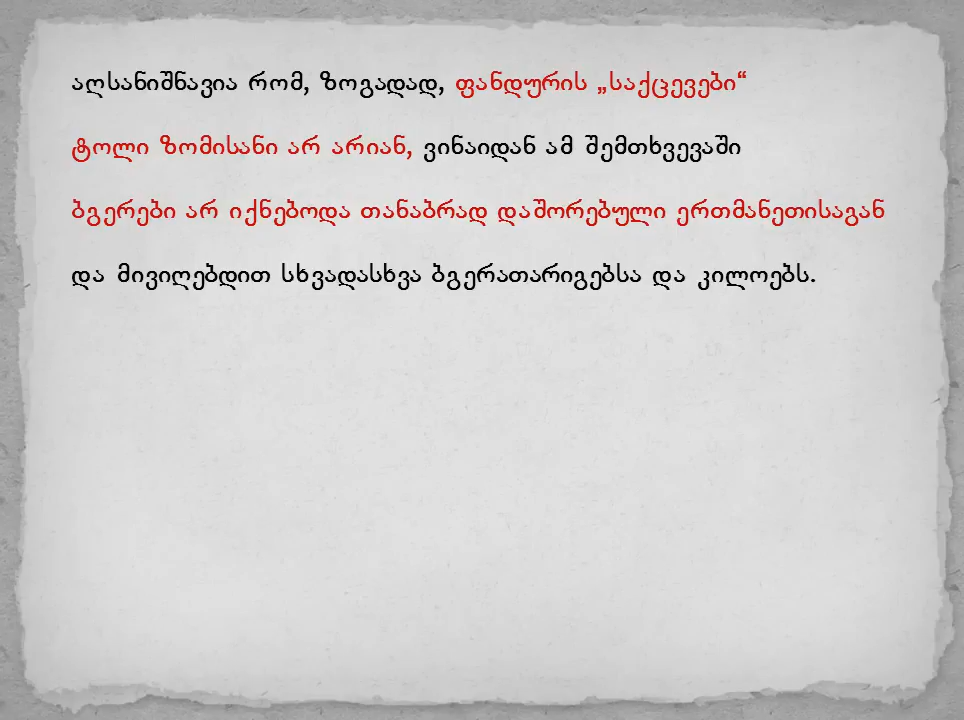 აღსანიშნავია რომ, ზოგადად, ფანდურის „საქცევები“
ტოლი ზომისანი არ არიან, ვინაიდან ამ შემთხვევაში
ბგერები არ იქნებოდა თანაბრად დაშორებული ერთმანეთისაგან
და მივიღებდით სხვადასხვა ბგერათარიგებსა და კილოებს.